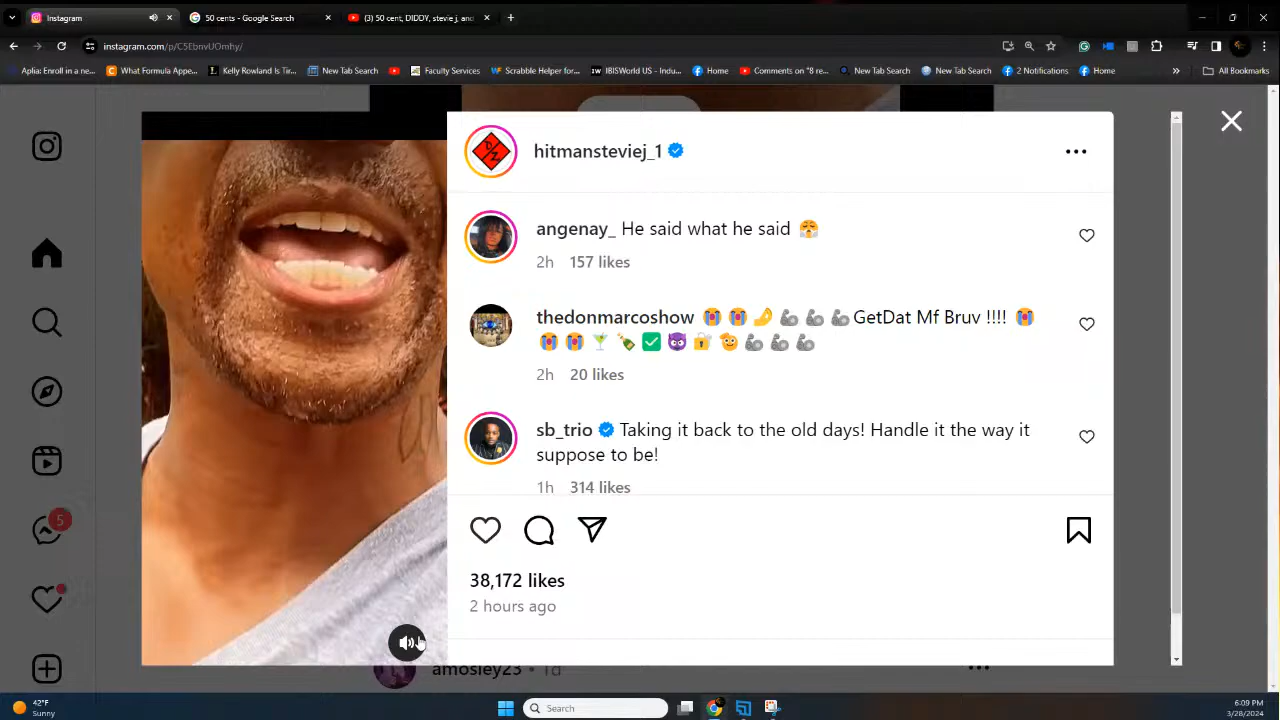 Instagram
50 cents - Google Search
(3) 50 cent, DIDDY, stevie j, and
instagram.com/p/C5EbnvUOmhy/
Aplia: Enroll in a ne...
What Formula Appe...
Kelly Rowland IS Tir...
New Tab Search
Faculty Services
Scrabble Helper for...
IBISWorld US - Indu...
Home
Comments on "8 re...
New Tab Search
New Tab Search
2 Notifications
Home
All Bookmarks
hitmansteviej_1
angenay_ He said what he said 😤
2h 157 likes
thedonmarcoshow 😭😭🤌🦾🦾🦾GetDat Mf Bruv !!!! 😭
😭😭🍸🍾✅😈🔐🫡🦾🦾🦾
2h 20 likes
sb_trio Taking it back to the old days! Handle it the way it
suppose to be!
1h 314 likes
5
38,172 likes
2 hours ago
amosley23 • 1d
42°F
Sunny
Search
6:09 PM
3/28/2024